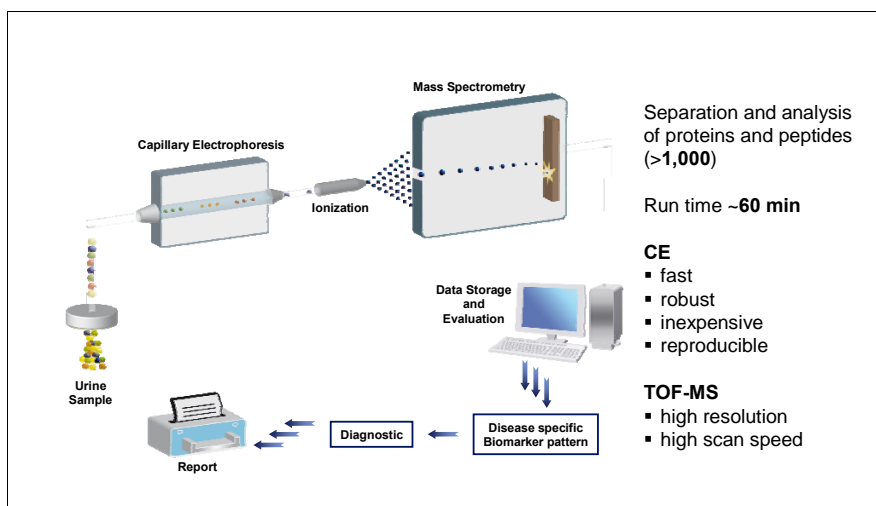 Mass Spectrometry
Capillary Electrophoresis
Ionization
Urine
Sample
Data Storage
and
Evaluation
Disease specific
Biomarker pattern
Diagnostic
Report
Separation and analysis
of proteins and peptides
(>1,000)
Run time ~60 min
CE
▪ fast
▪ robust
▪ inexpensive
▪ reproducible
TOF-MS
▪ high resolution
▪ high scan speed